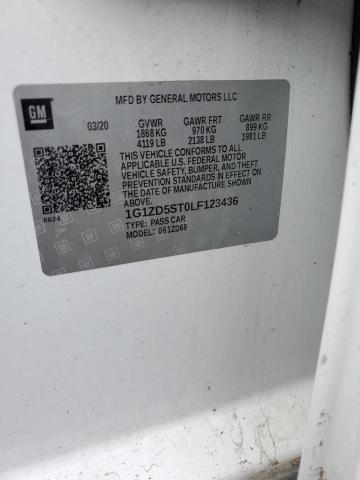 GM
MFD BY GENERAL MOTORS LLC
03/20 GVWR GAWR FRT GAWR RR
1868 KG 970 KG 899 KG
4119 LB 2138 LB 1981 LB
THIS VEHICLE CONFORMS TO ALL
APPLICABLE U.S. FEDERAL MOTOR
VEHICLE SAFETY, BUMPER, AND THEFT
PREVENTION STANDARDS IN EFFECT ON
THE DATE OF MANUFACTURE SHOWN
ABOVE.
1G1ZD5ST0LF123436
8624
TYPE: PASS CAR
MODEL: 061ZD69